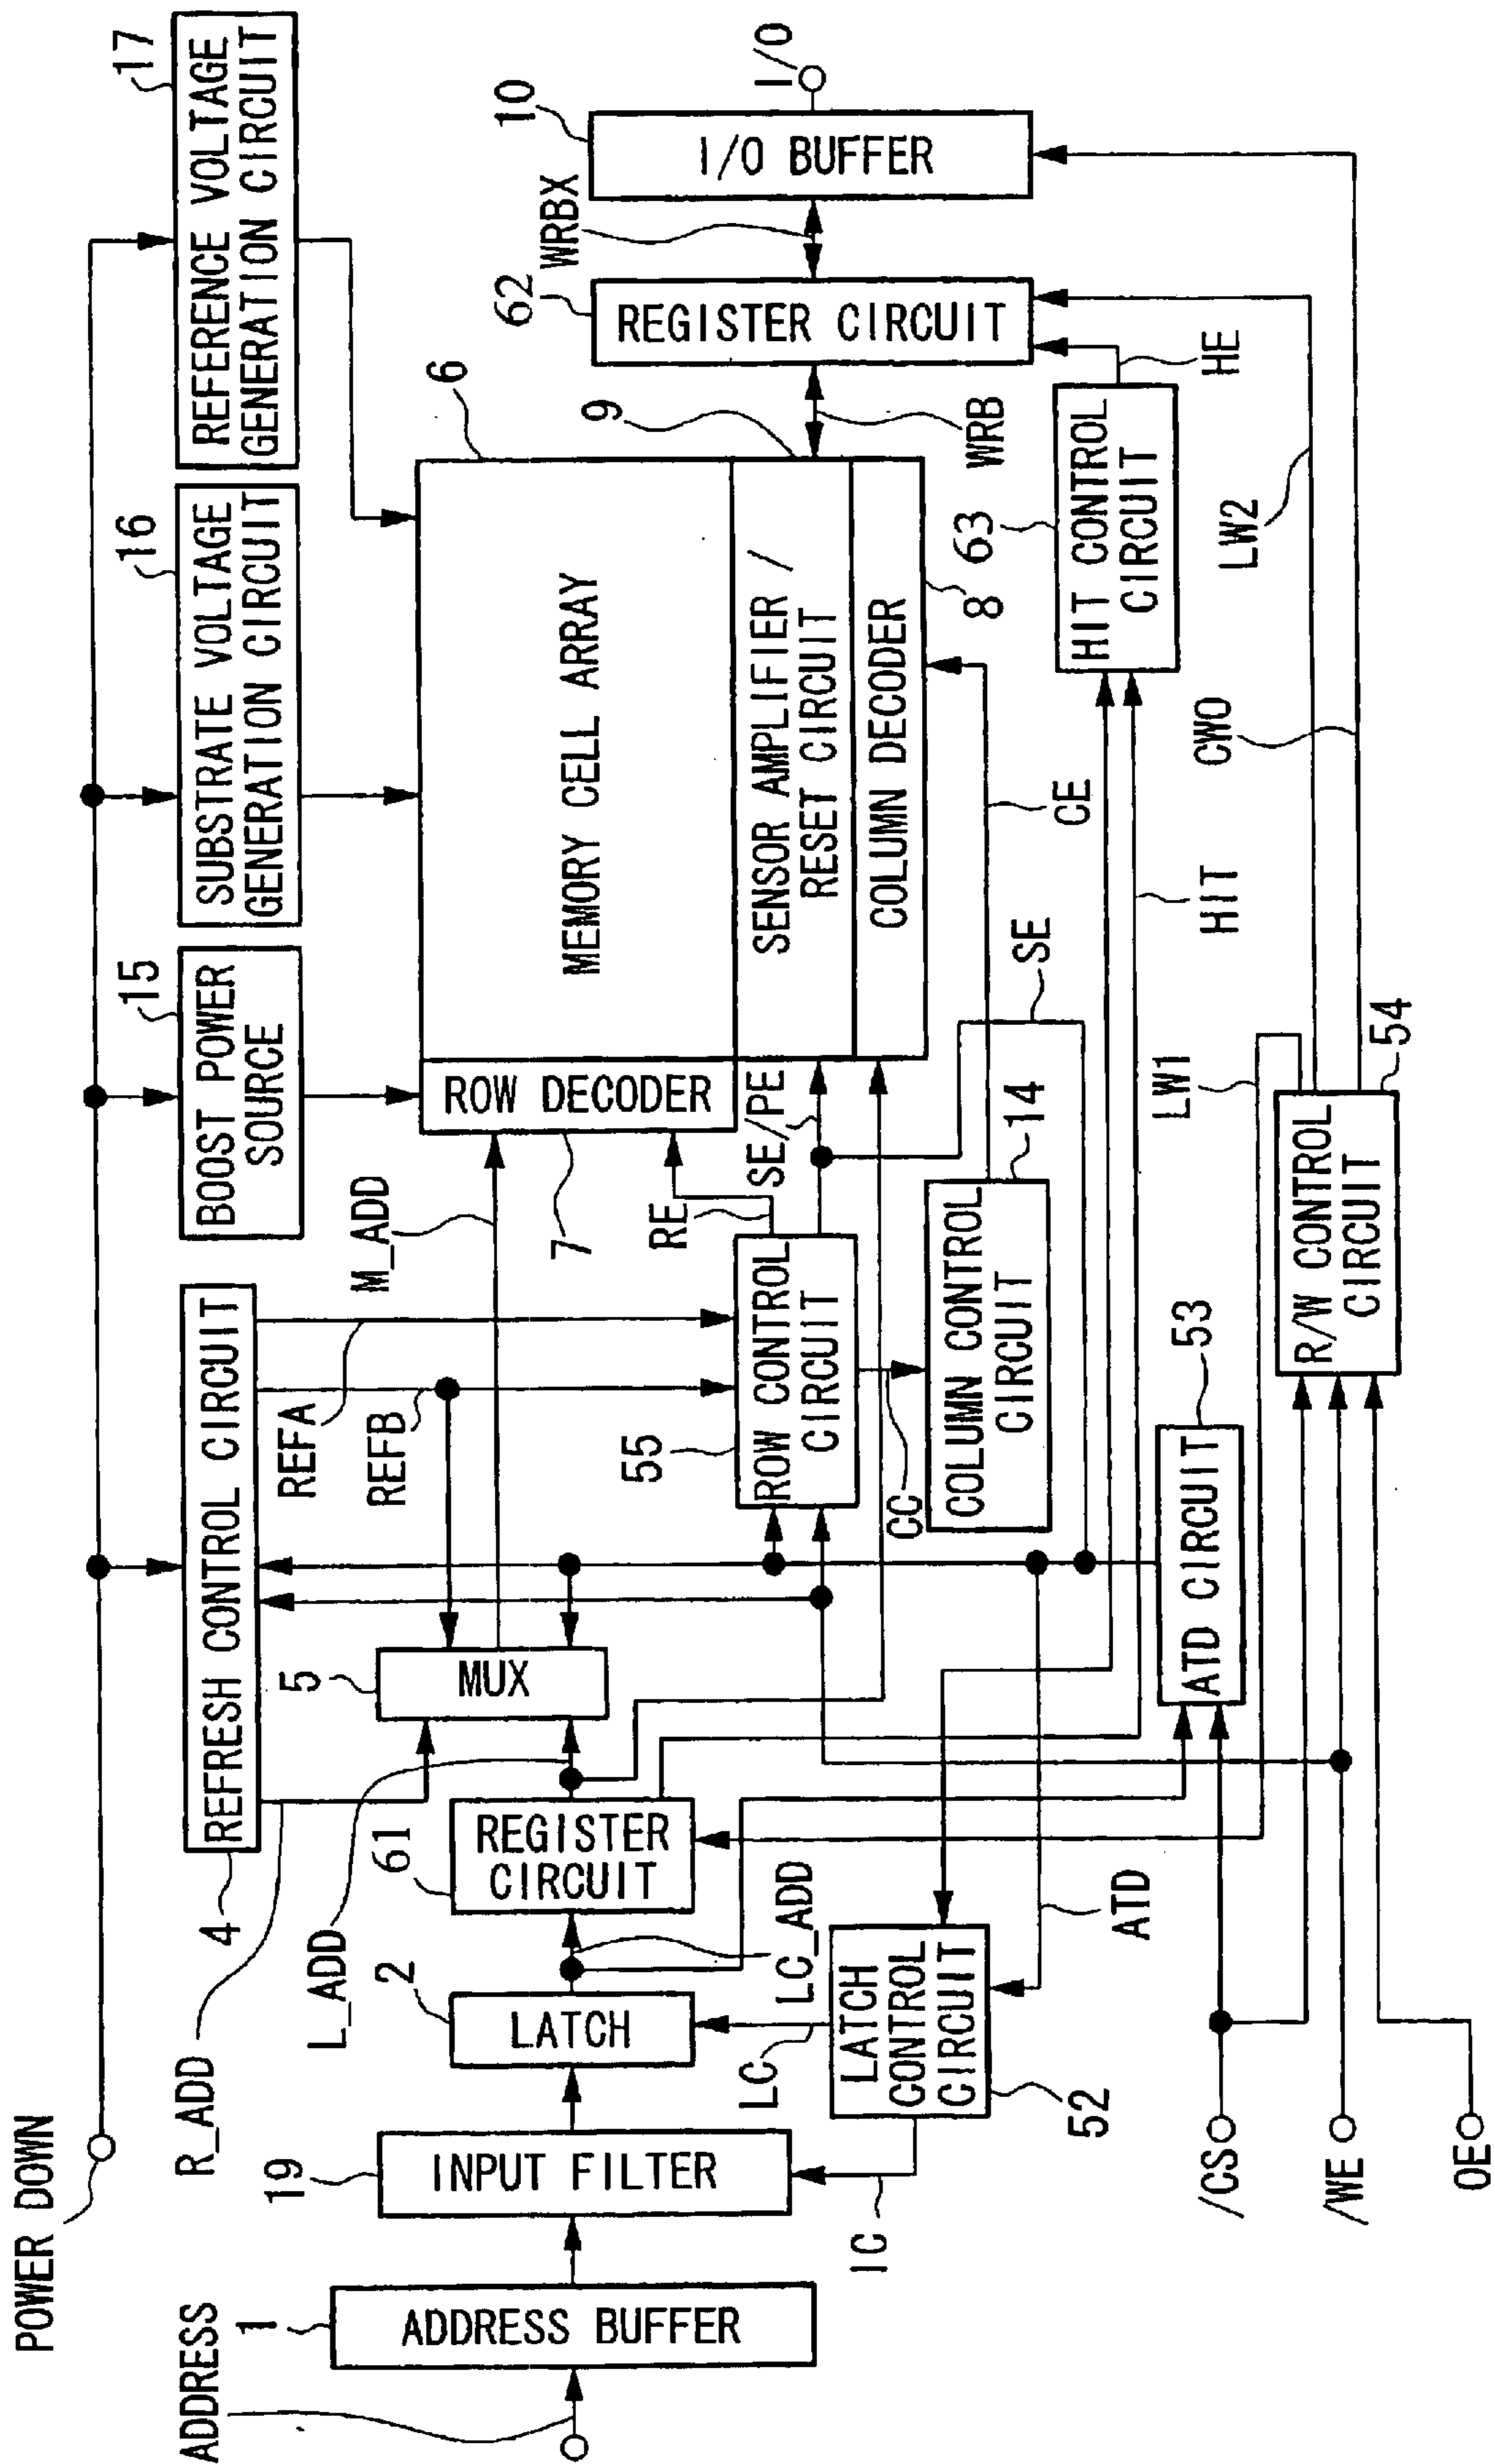 POWER DOWN
4
REFRESH CONTROL CIRCUIT
15
BOOST POWER
SOURCE
16
SUBSTRATE VOLTAGE
GENERATION CIRCUIT
17
REFERENCE VOLTAGE
GENERATION CIRCUIT
R_ADD
L_ADD
REFA
REFB
M_ADD
ADDRESS
1
ADDRESS BUFFER
19
INPUT FILTER
2
LATCH
61
REGISTER
CIRCUIT
5
MUX
7
ROW DECODER
6
MEMORY CELL ARRAY
9
SENSOR AMPLIFIER /
RESET CIRCUIT
8
COLUMN DECODER
62
REGISTER CIRCUIT
10
I/O BUFFER
I/O
WRB
WRBX
RE
SE/PE
LC_ADD
LC
IC
52
LATCH
CONTROL
CIRCUIT
ATD
55
ROW CONTROL
CIRCUIT
CC
14
COLUMN CONTROL
CIRCUIT
SE
CE
63
HIT CONTROL
CIRCUIT
HE
HIT
53
ATD CIRCUIT
LW1
LW2
CWO
54
R/W CONTROL
CIRCUIT
/CS
/WE
OE